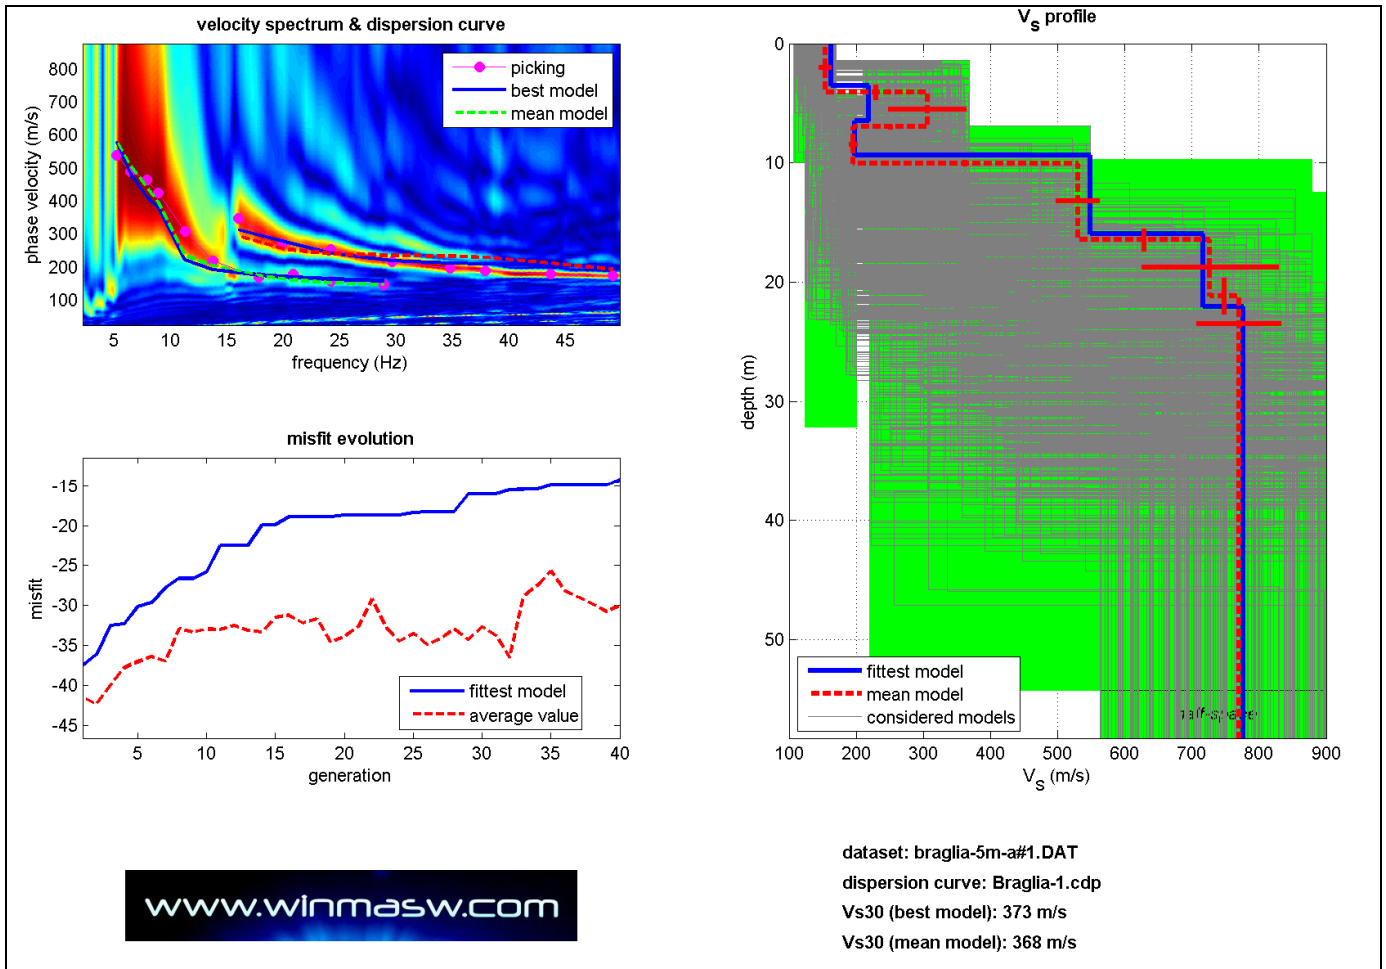 velocity spectrum & dispersion curve
800
700
600
500
400
300
200
100
phase velocity (m/s)
picking
best model
mean model
5 10 15 20 25 30 35 40 45
frequency (Hz)
misfit evolution
-15
-20
-25
-30
-35
-40
-45
misfit
fittest model
average value
5 10 15 20 25 30 35 40
generation
www.winmasw.com
VS profile
0
10
20
30
40
50
depth (m)
fittest model
mean model
considered models
half-space
100 200 300 400 500 600 700 800 900
VS (m/s)
dataset: braglia-5m-a#1.DAT
dispersion curve: Braglia-1.cdp
Vs30 (best model): 373 m/s
Vs30 (mean model): 368 m/s